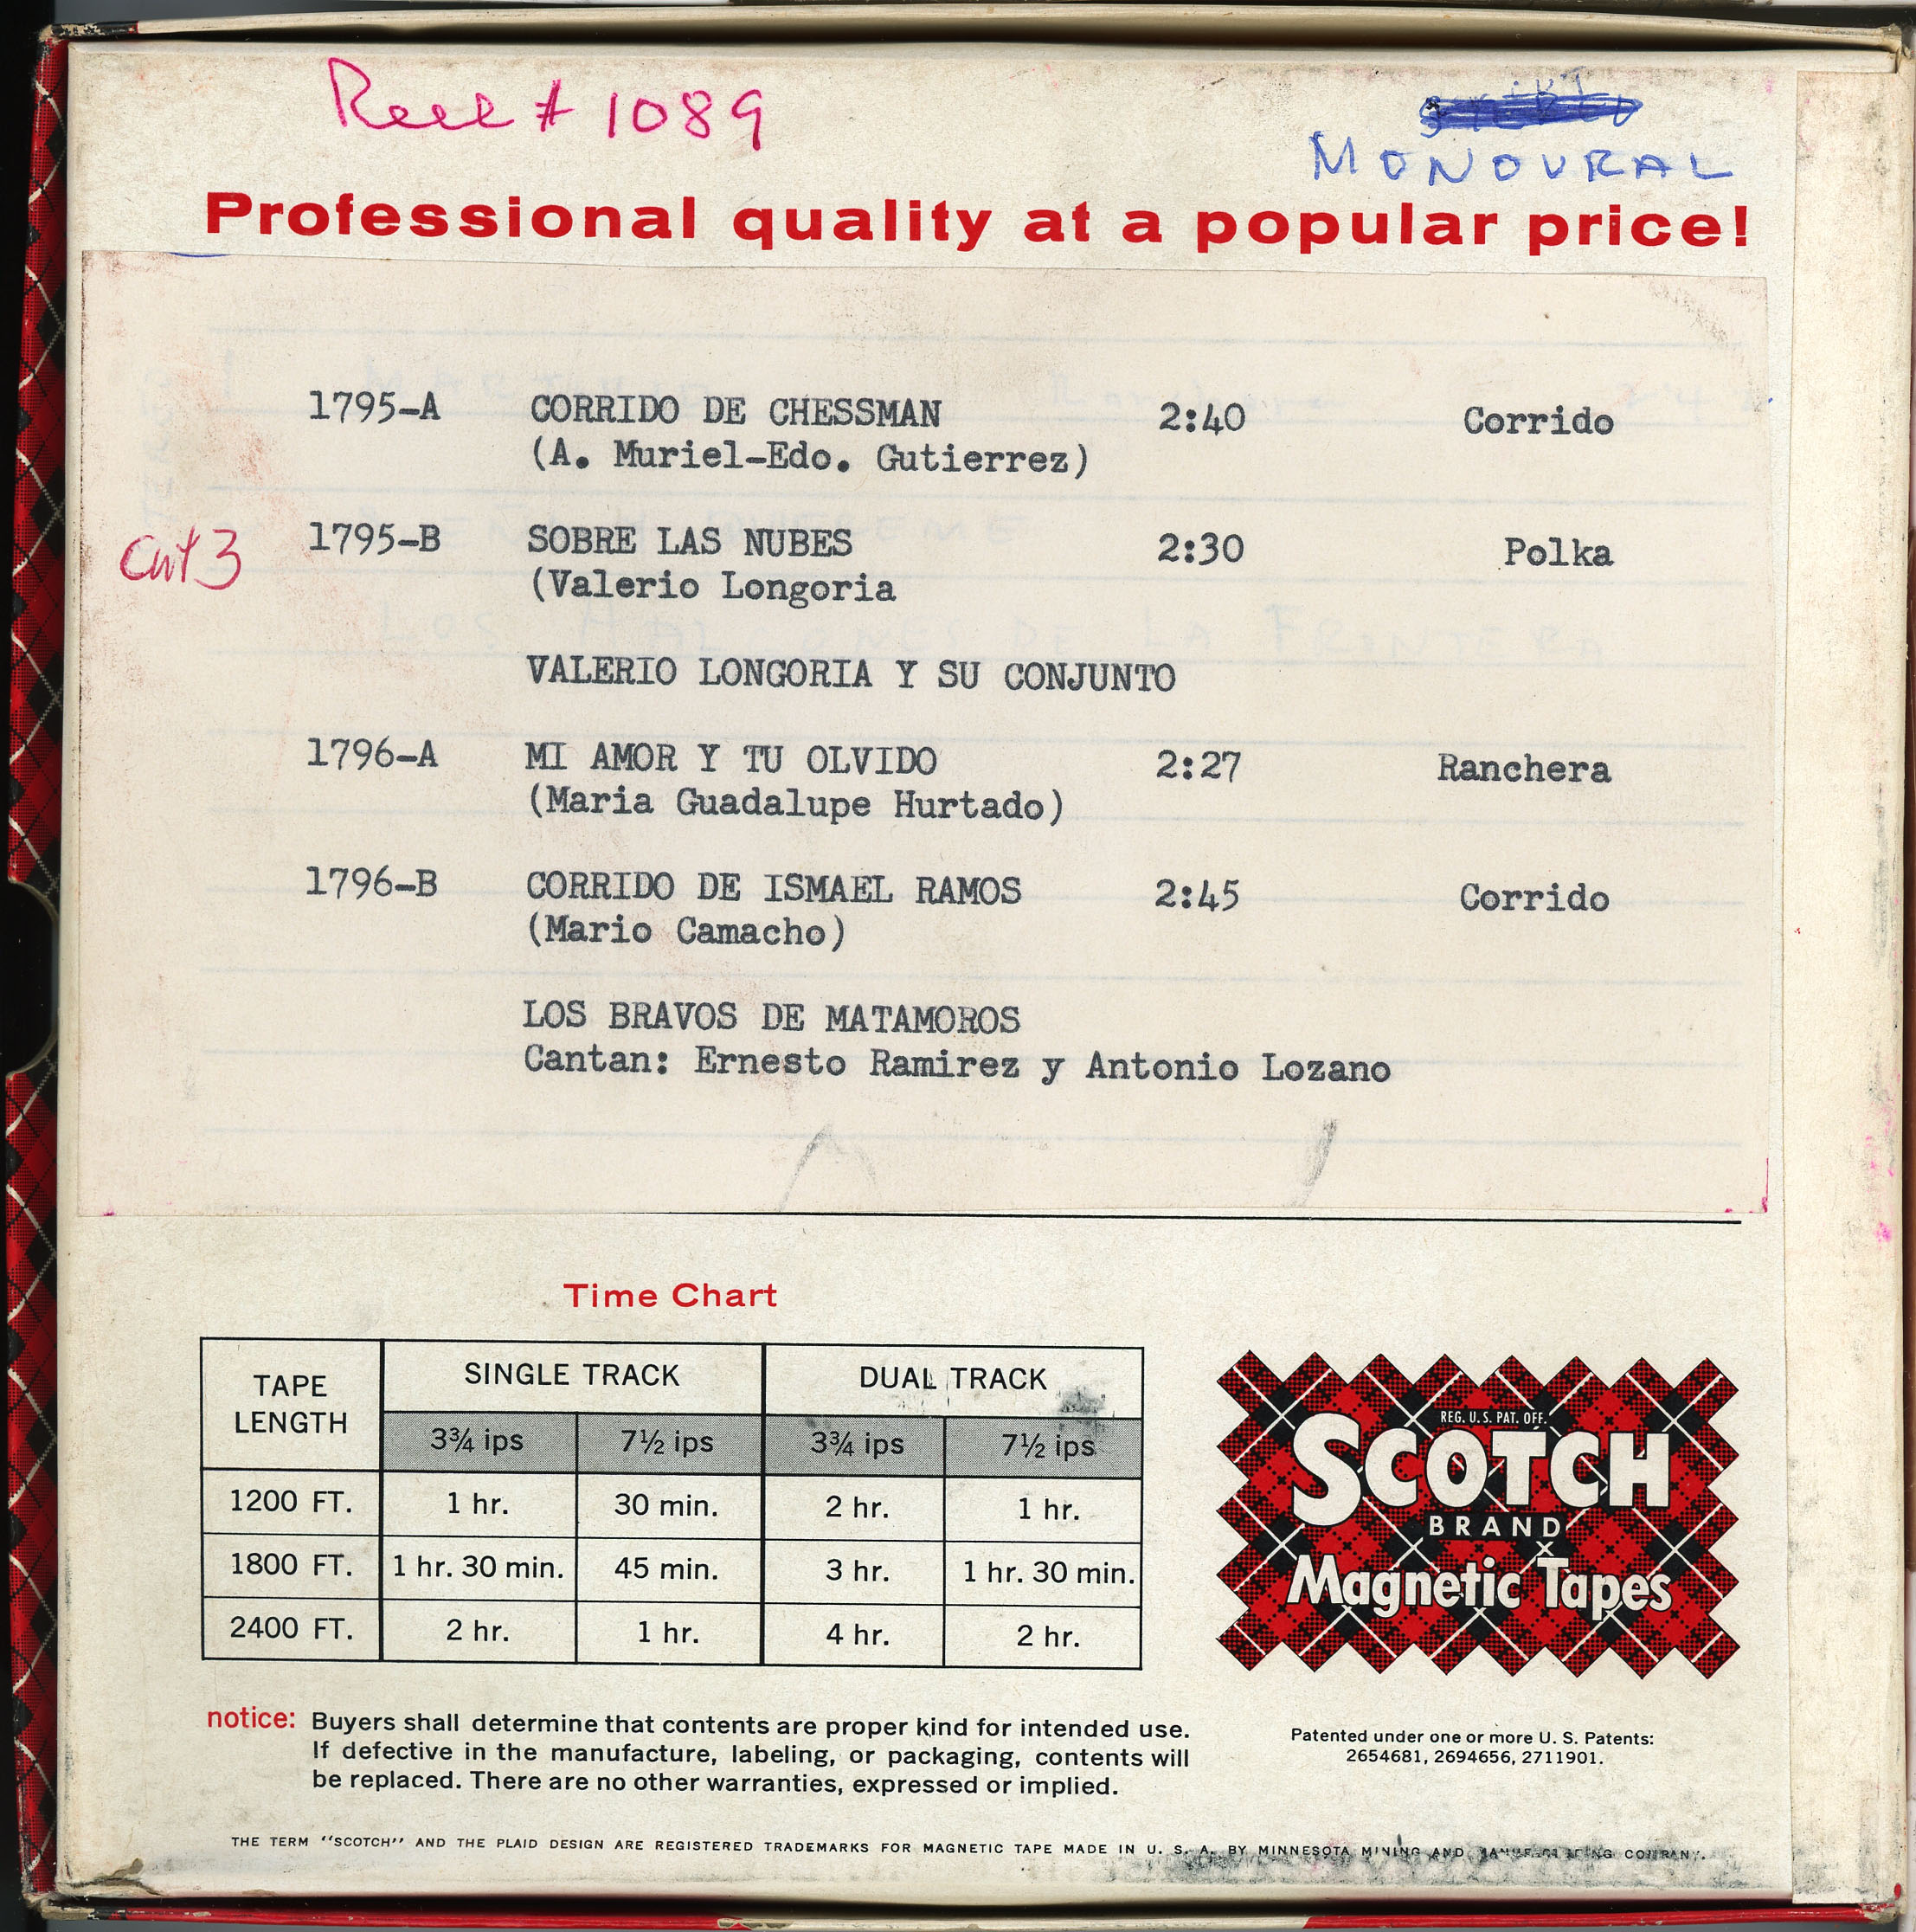 Reel # 1089
MONOURAL
Professional quality at a popular price!
1795-A CORRIDO DE CHESSMAN 2:40 Corrido
(A. Muriel-Edo. Gutierrez)
Cut 3 1795-B SOBRE LAS NUBES 2:30 Polka
(Valerio Longoria
VALERIO LONGORIA Y SU CONJUNTO
1796-A MI AMOR Y TU OLVIDO 2:27 Ranchera
(Maria Guadalupe Hurtado)
1796-B CORRIDO DE ISMAEL RAMOS 2:45 Corrido
(Mario Camacho)
LOS BRAVOS DE MATAMOROS
Cantan: Ernesto Ramirez y Antonio Lozano
Time Chart
TAPE LENGTH SINGLE TRACK DUAL TRACK
3¾ ips 7½ ips 3¾ ips 7½ ips
1200 FT. 1 hr. 30 min. 2 hr. 1 hr.
1800 FT. 1 hr. 30 min. 45 min. 3 hr. 1 hr. 30 min.
2400 FT. 2 hr. 1 hr. 4 hr. 2 hr.
REG. U.S. PAT. OFF.
SCOTCH
BRAND
Magnetic Tapes
notice: Buyers shall determine that contents are proper kind for intended use.
If defective in the manufacture, labeling, or packaging, contents will
be replaced. There are no other warranties, expressed or implied.
Patented under one or more U. S. Patents:
2654681, 2694656, 2711901.
THE TERM "SCOTCH" AND THE PLAID DESIGN ARE REGISTERED TRADEMARKS FOR MAGNETIC TAPE MADE IN U. S. A. BY MINNESOTA MINING AND MANUFACTURING COMPANY.